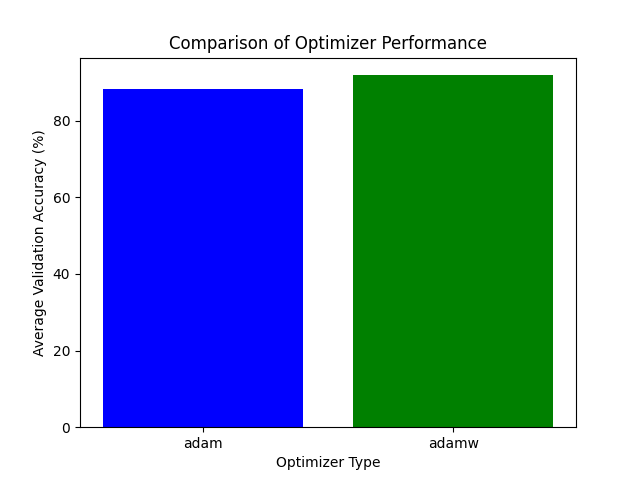 Comparison of Optimizer Performance
Average Validation Accuracy (%)
80
60
40
20
0
adam
adamw
Optimizer Type